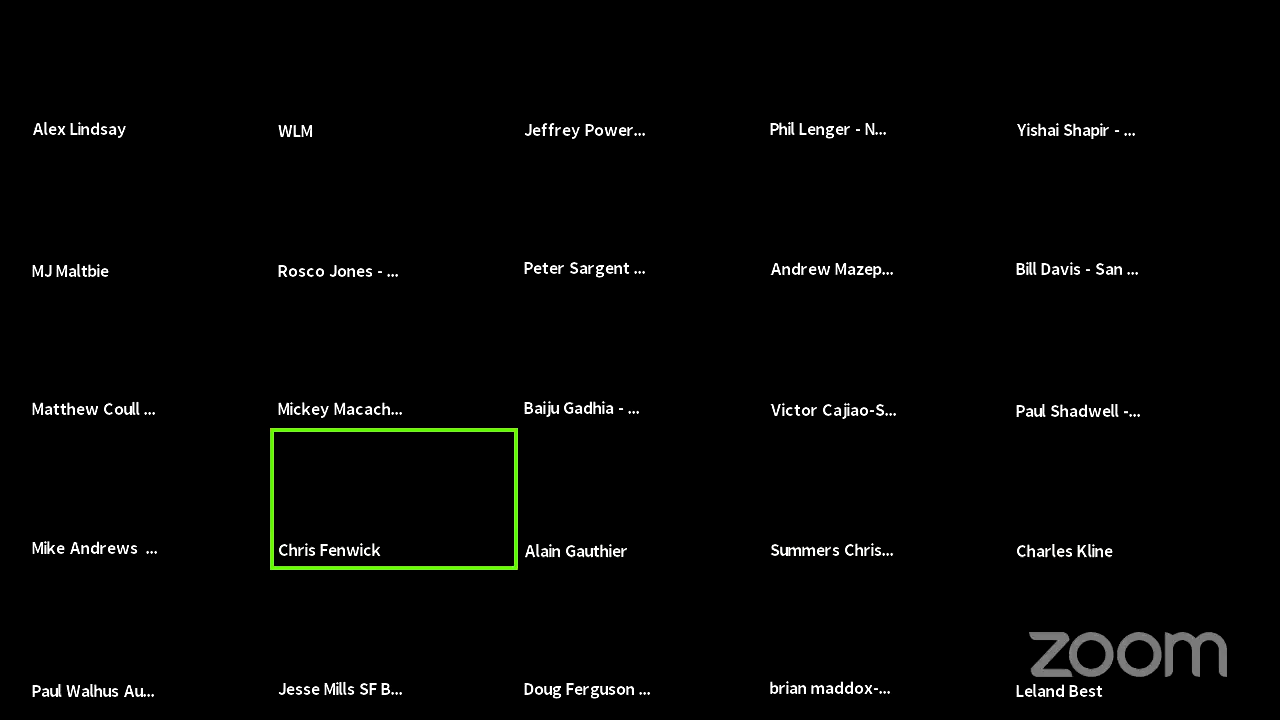 Alex Lindsay
WLM
Jeffrey Power...
Phil Lenger - N...
Yishai Shapir - ...
MJ Maltbie
Rosco Jones - ...
Peter Sargent ...
Andrew Mazep...
Bill Davis - San ...
Matthew Coull ...
Mickey Macach...
Baiju Gadhia - ...
Victor Cajiao-S...
Paul Shadwell -...
Mike Andrews  ...
Chris Fenwick
Alain Gauthier
Summers Chris...
Charles Kline
zoom
Paul Walhus Au...
Jesse Mills SF B...
Doug Ferguson ...
brian maddox-...
Leland Best